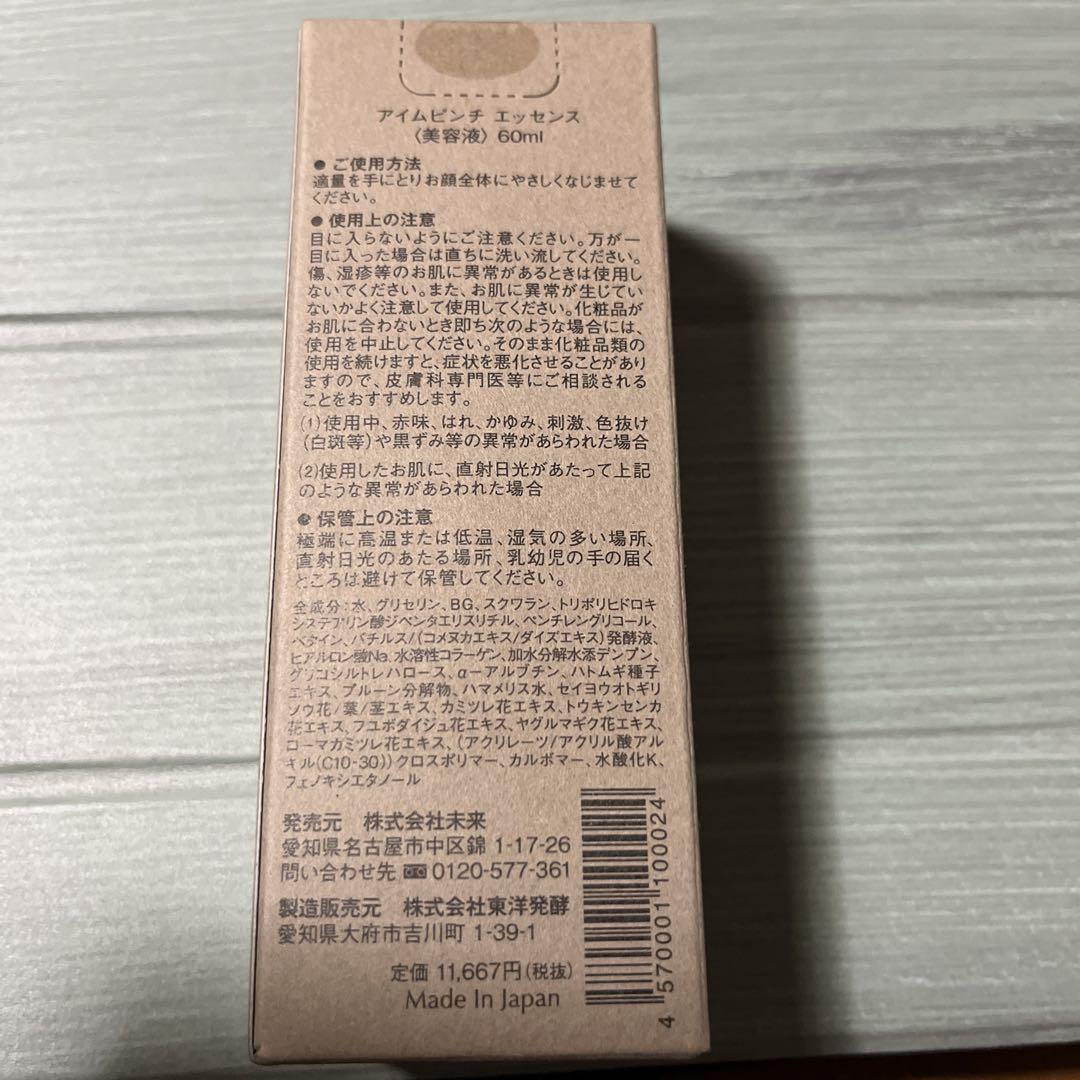 アイムピンチ エッセンス
〈美容液〉 60ml
● ご使用方法
適量を手にとりお顔全体にやさしくなじませて
ください。
● 使用上の注意
目に入らないようにご注意ください。万が一
目に入った場合は直ちに洗い流してください。
傷、湿疹等のお肌に異常があるときは使用し
ないでください。また、お肌に異常が生じてい
ないかよく注意して使用してください。化粧品が
お肌に合わないとき即ち次のような場合には、
使用を中止してください。そのまま化粧品類の
使用を続けますと、症状を悪化させることがあり
ますので、皮膚科専門医等にご相談される
ことをおすすめします。
(1)使用中、赤味、はれ、かゆみ、刺激、色抜け
(白斑等)や黒ずみ等の異常があらわれた場合
(2)使用したお肌に、直射日光があたって上記
のような異常があらわれた場合
● 保管上の注意
極端に高温または低温、湿気の多い場所、
直射日光のあたる場所、乳幼児の手の届く
ところは避けて保管してください。
全成分：水、グリセリン、BG、スクワラン、トリポリヒドロキ
システアリン酸ジペンタエリスリチル、ペンチレングリコール、
ベタイン、バチルス/(コメヌカエキス/ダイズエキス)発酵液、
ヒアルロン酸Na、水溶性コラーゲン、加水分解水添デンプン、
グリコシルトレハロース、α－アルブチン、ハトムギ種子
エキス、プルーン分解物、ハマメリス水、セイヨウオトギリ
ソウ花/葉/茎エキス、カミツレ花エキス、トウキンセンカ
花エキス、フユボダイジュ花エキス、ヤグルマギク花エキス、
ローマカミツレ花エキス、(アクリレーツ/アクリル酸アル
キル(C10-30))クロスポリマー、カルボマー、水酸化K、
フェノキシエタノール
発売元 株式会社未来
愛知県名古屋市中区錦 1-17-26
問い合わせ先 0120-577-361
製造販売元 株式会社東洋発酵
愛知県大府市吉川町 1-39-1
定価 11,667円(税抜)
Made In Japan
4 570001 100024